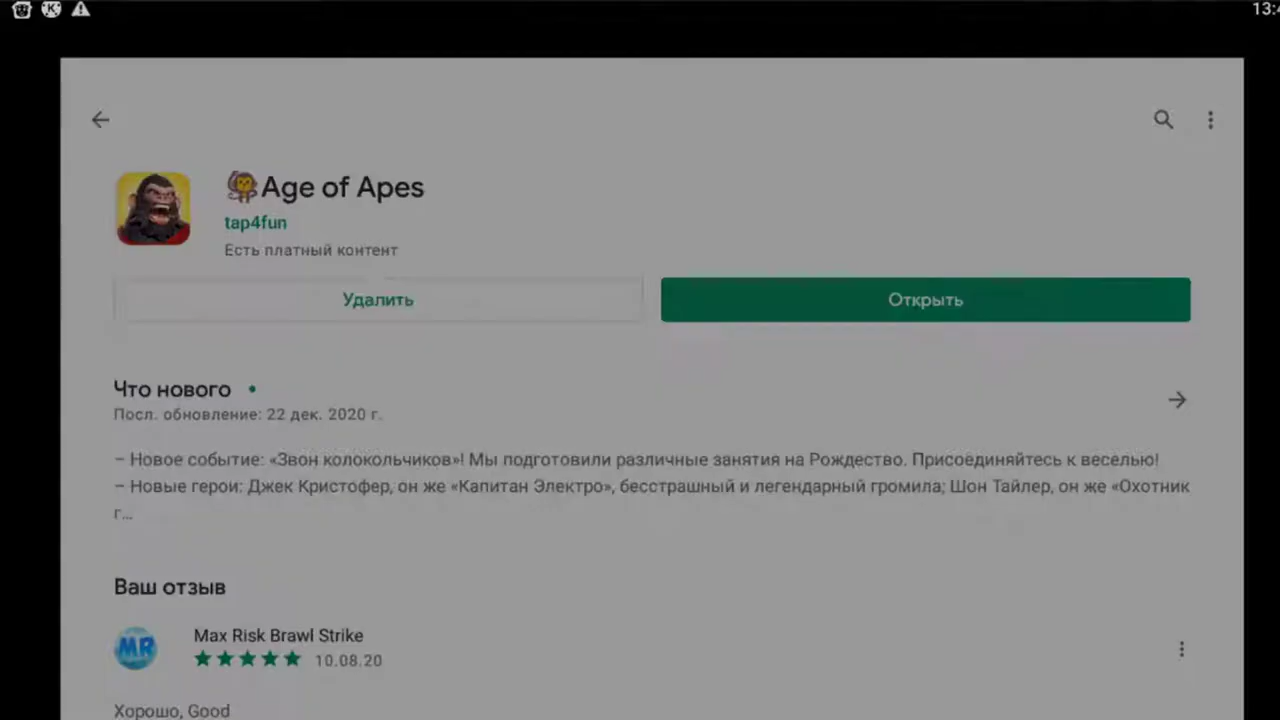 13:4
Age of Apes
tap4fun
Есть платный контент
Удалить
Открыть
Что нового
Посл. обновление: 22 дек. 2020 г.
– Новое событие: «Звон колокольчиков»! Мы подготовили различные занятия на Рождество. Присоединяйтесь к веселью!
– Новые герои: Джек Кристофер, он же «Капитан Электро», бесстрашный и легендарный громила; Шон Тайлер, он же «Охотник
г...
Ваш отзыв
MR
Max Risk Brawl Strike
10.08.20
Хорошо, Good